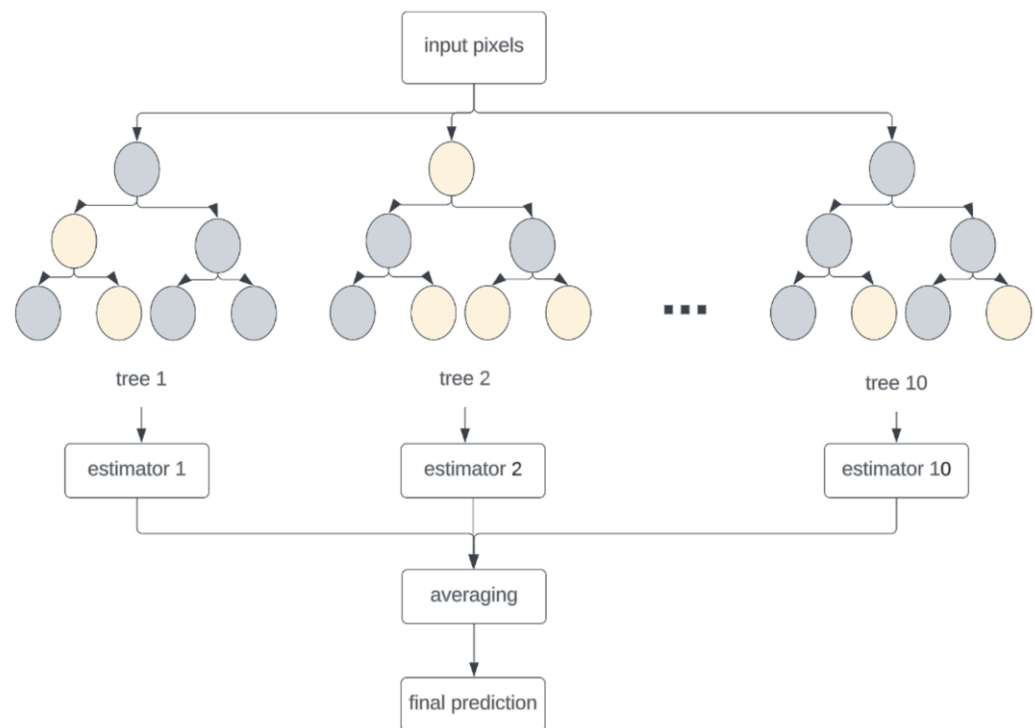 input pixels
tree 1
tree 2
tree 10
estimator 1
estimator 2
estimator 10
averaging
final prediction